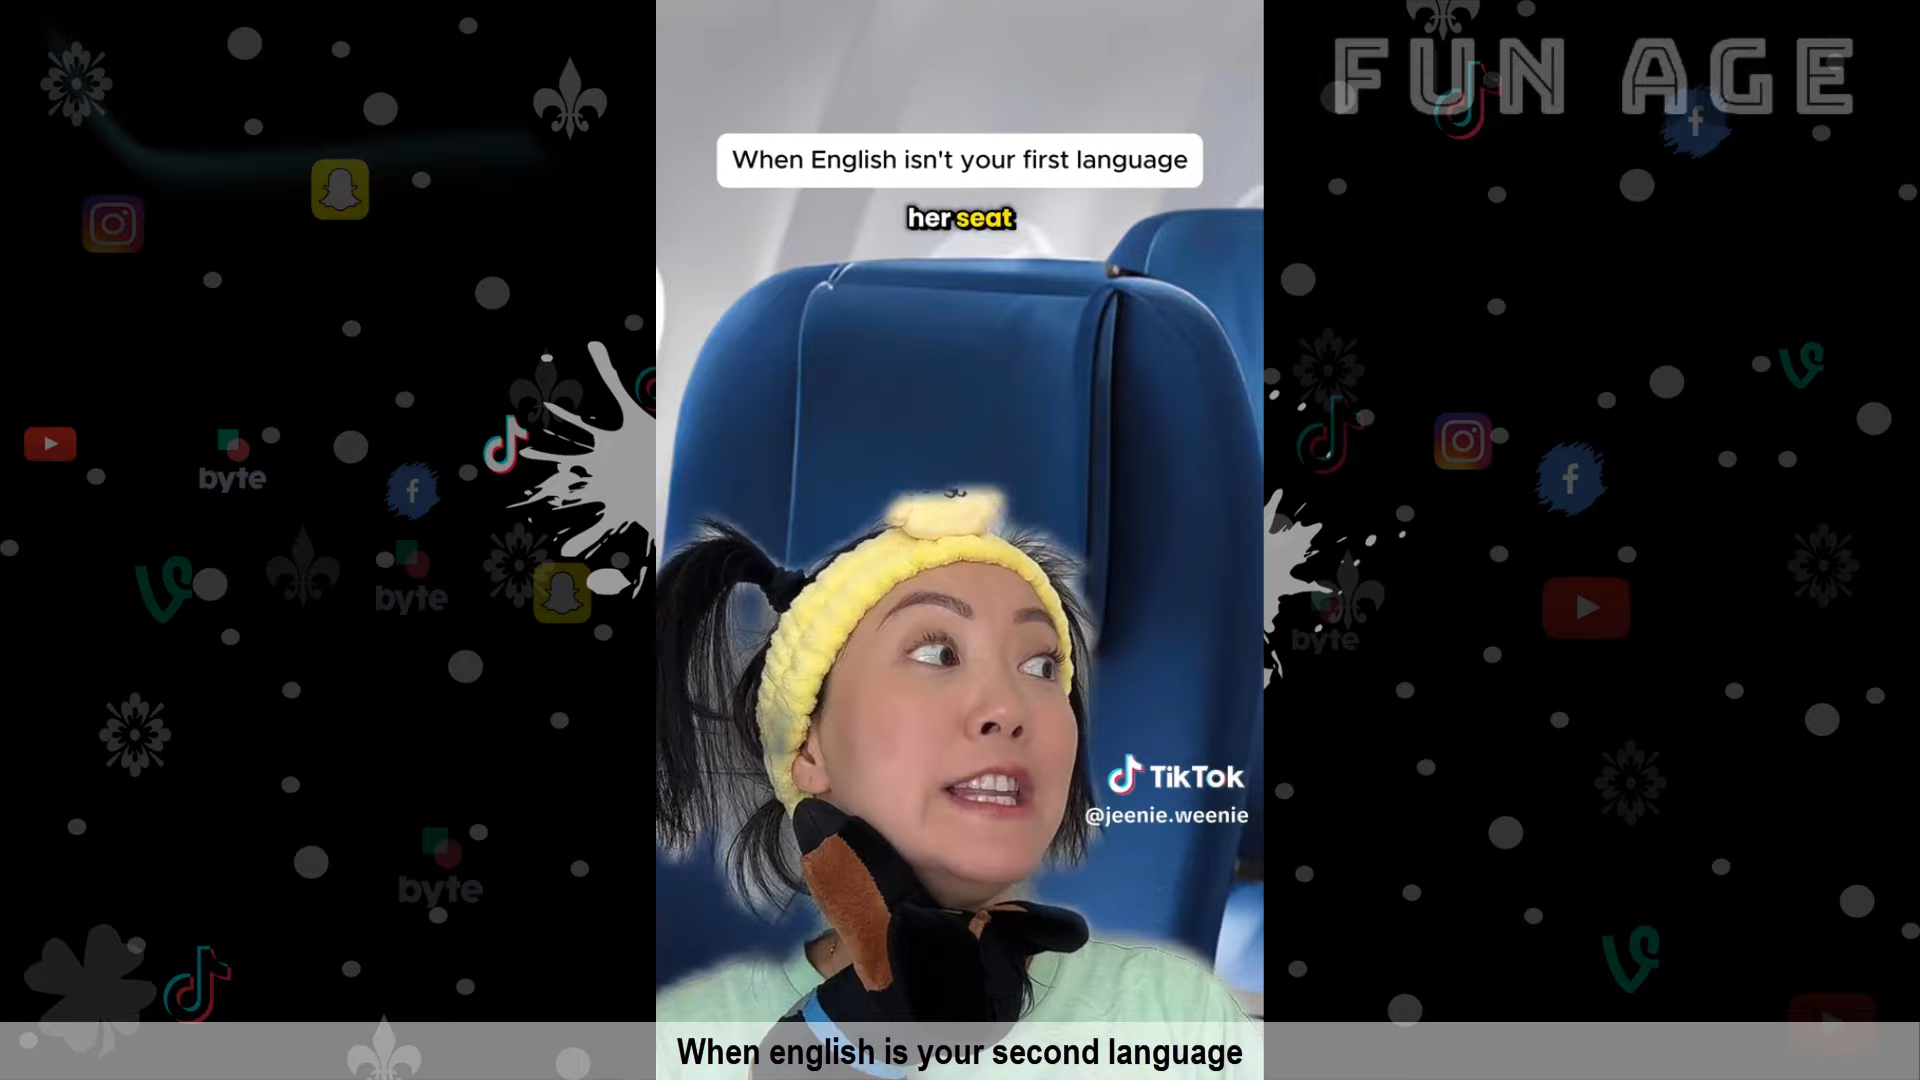 FUN AGE
When English isn't your first language
her seat
byte
byte
byte
byte
TikTok
@jeenie.weenie
When english is your second language